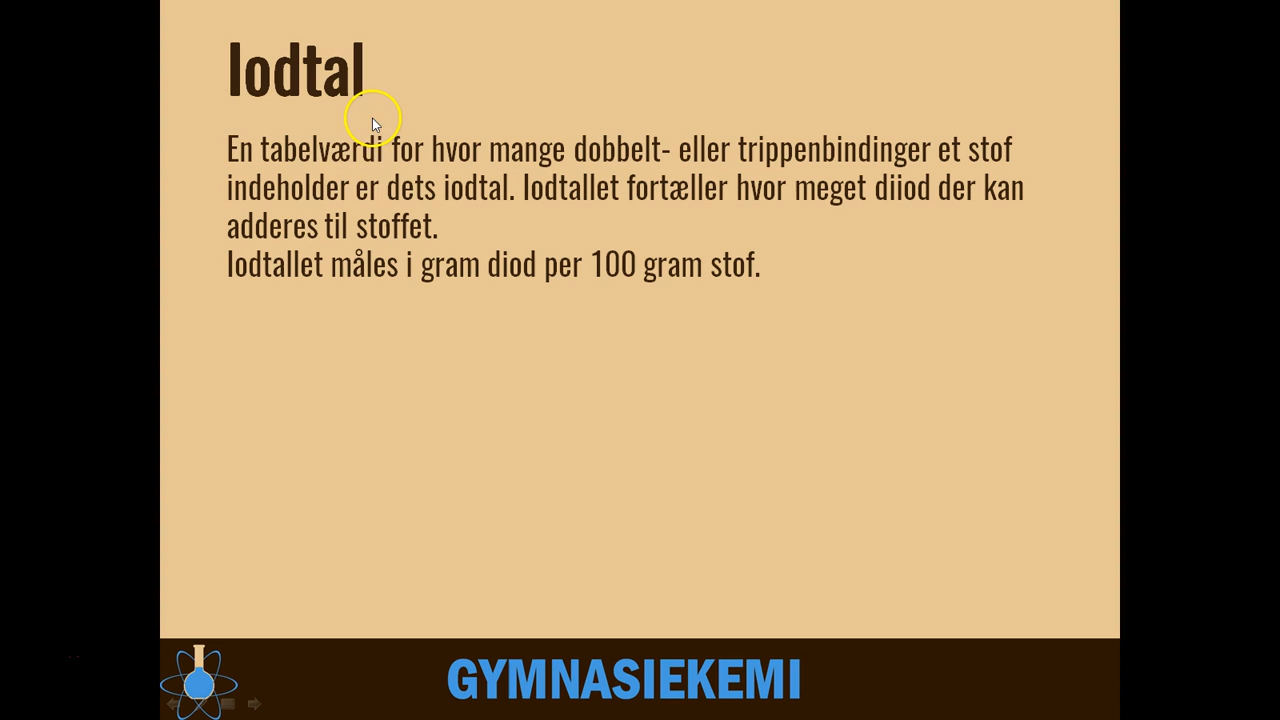 Iodtal
En tabelværdi for hvor mange dobbelt- eller trippenbindinger et stof
indeholder er dets iodtal. Iodtallet fortæller hvor meget diiod der kan
adderes til stoffet.
Iodtallet måles i gram diod per 100 gram stof.
GYMNASIEKEMI